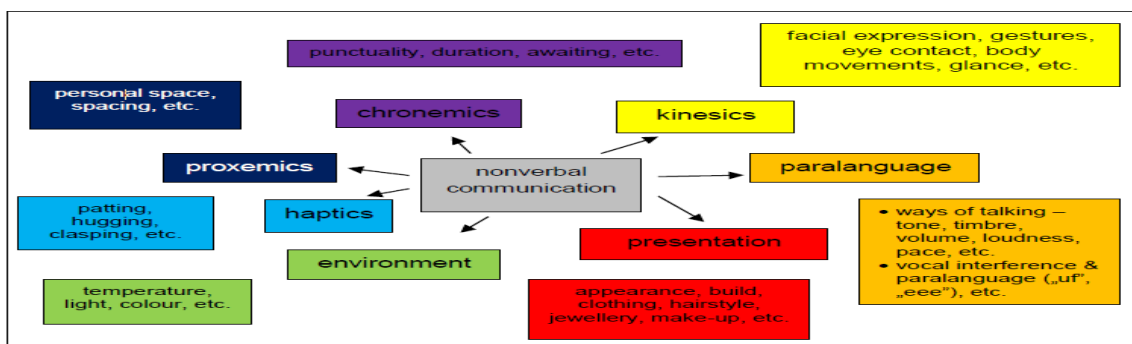 punctuality, duration, awaiting, etc.
facial expression, gestures,
eye contact, body
movements, glance, etc.
personal space,
spacing, etc.
chronemics
kinesics
proxemics
nonverbal
communication
paralanguage
patting,
hugging,
clasping, etc.
haptics
• ways of talking –
tone, timbre,
volume, loudness,
pace, etc.
• vocal interference &
paralanguage („uf”,
„eee”), etc.
presentation
environment
temperature,
light, colour, etc.
appearance, build,
clothing, hairstyle,
jewellery, make-up, etc.